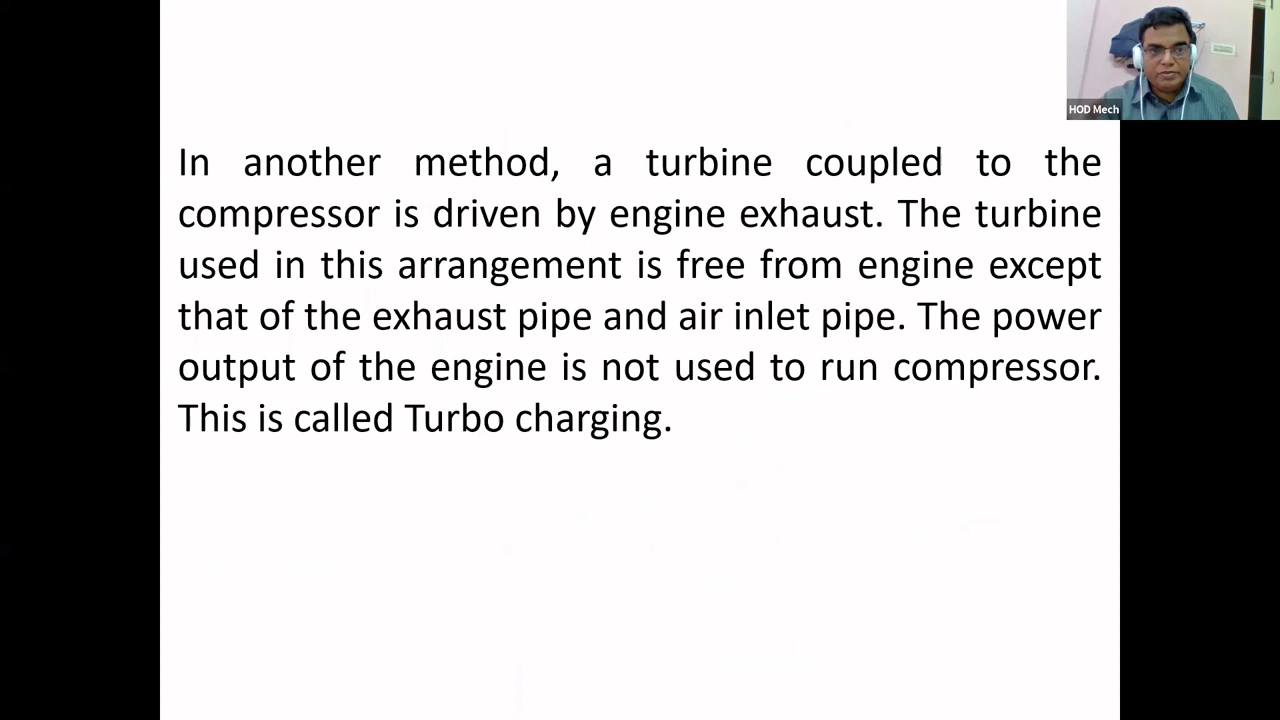 HOD Mech
In another method, a turbine coupled to the
compressor is driven by engine exhaust. The turbine
used in this arrangement is free from engine except
that of the exhaust pipe and air inlet pipe. The power
output of the engine is not used to run compressor.
This is called Turbo charging.